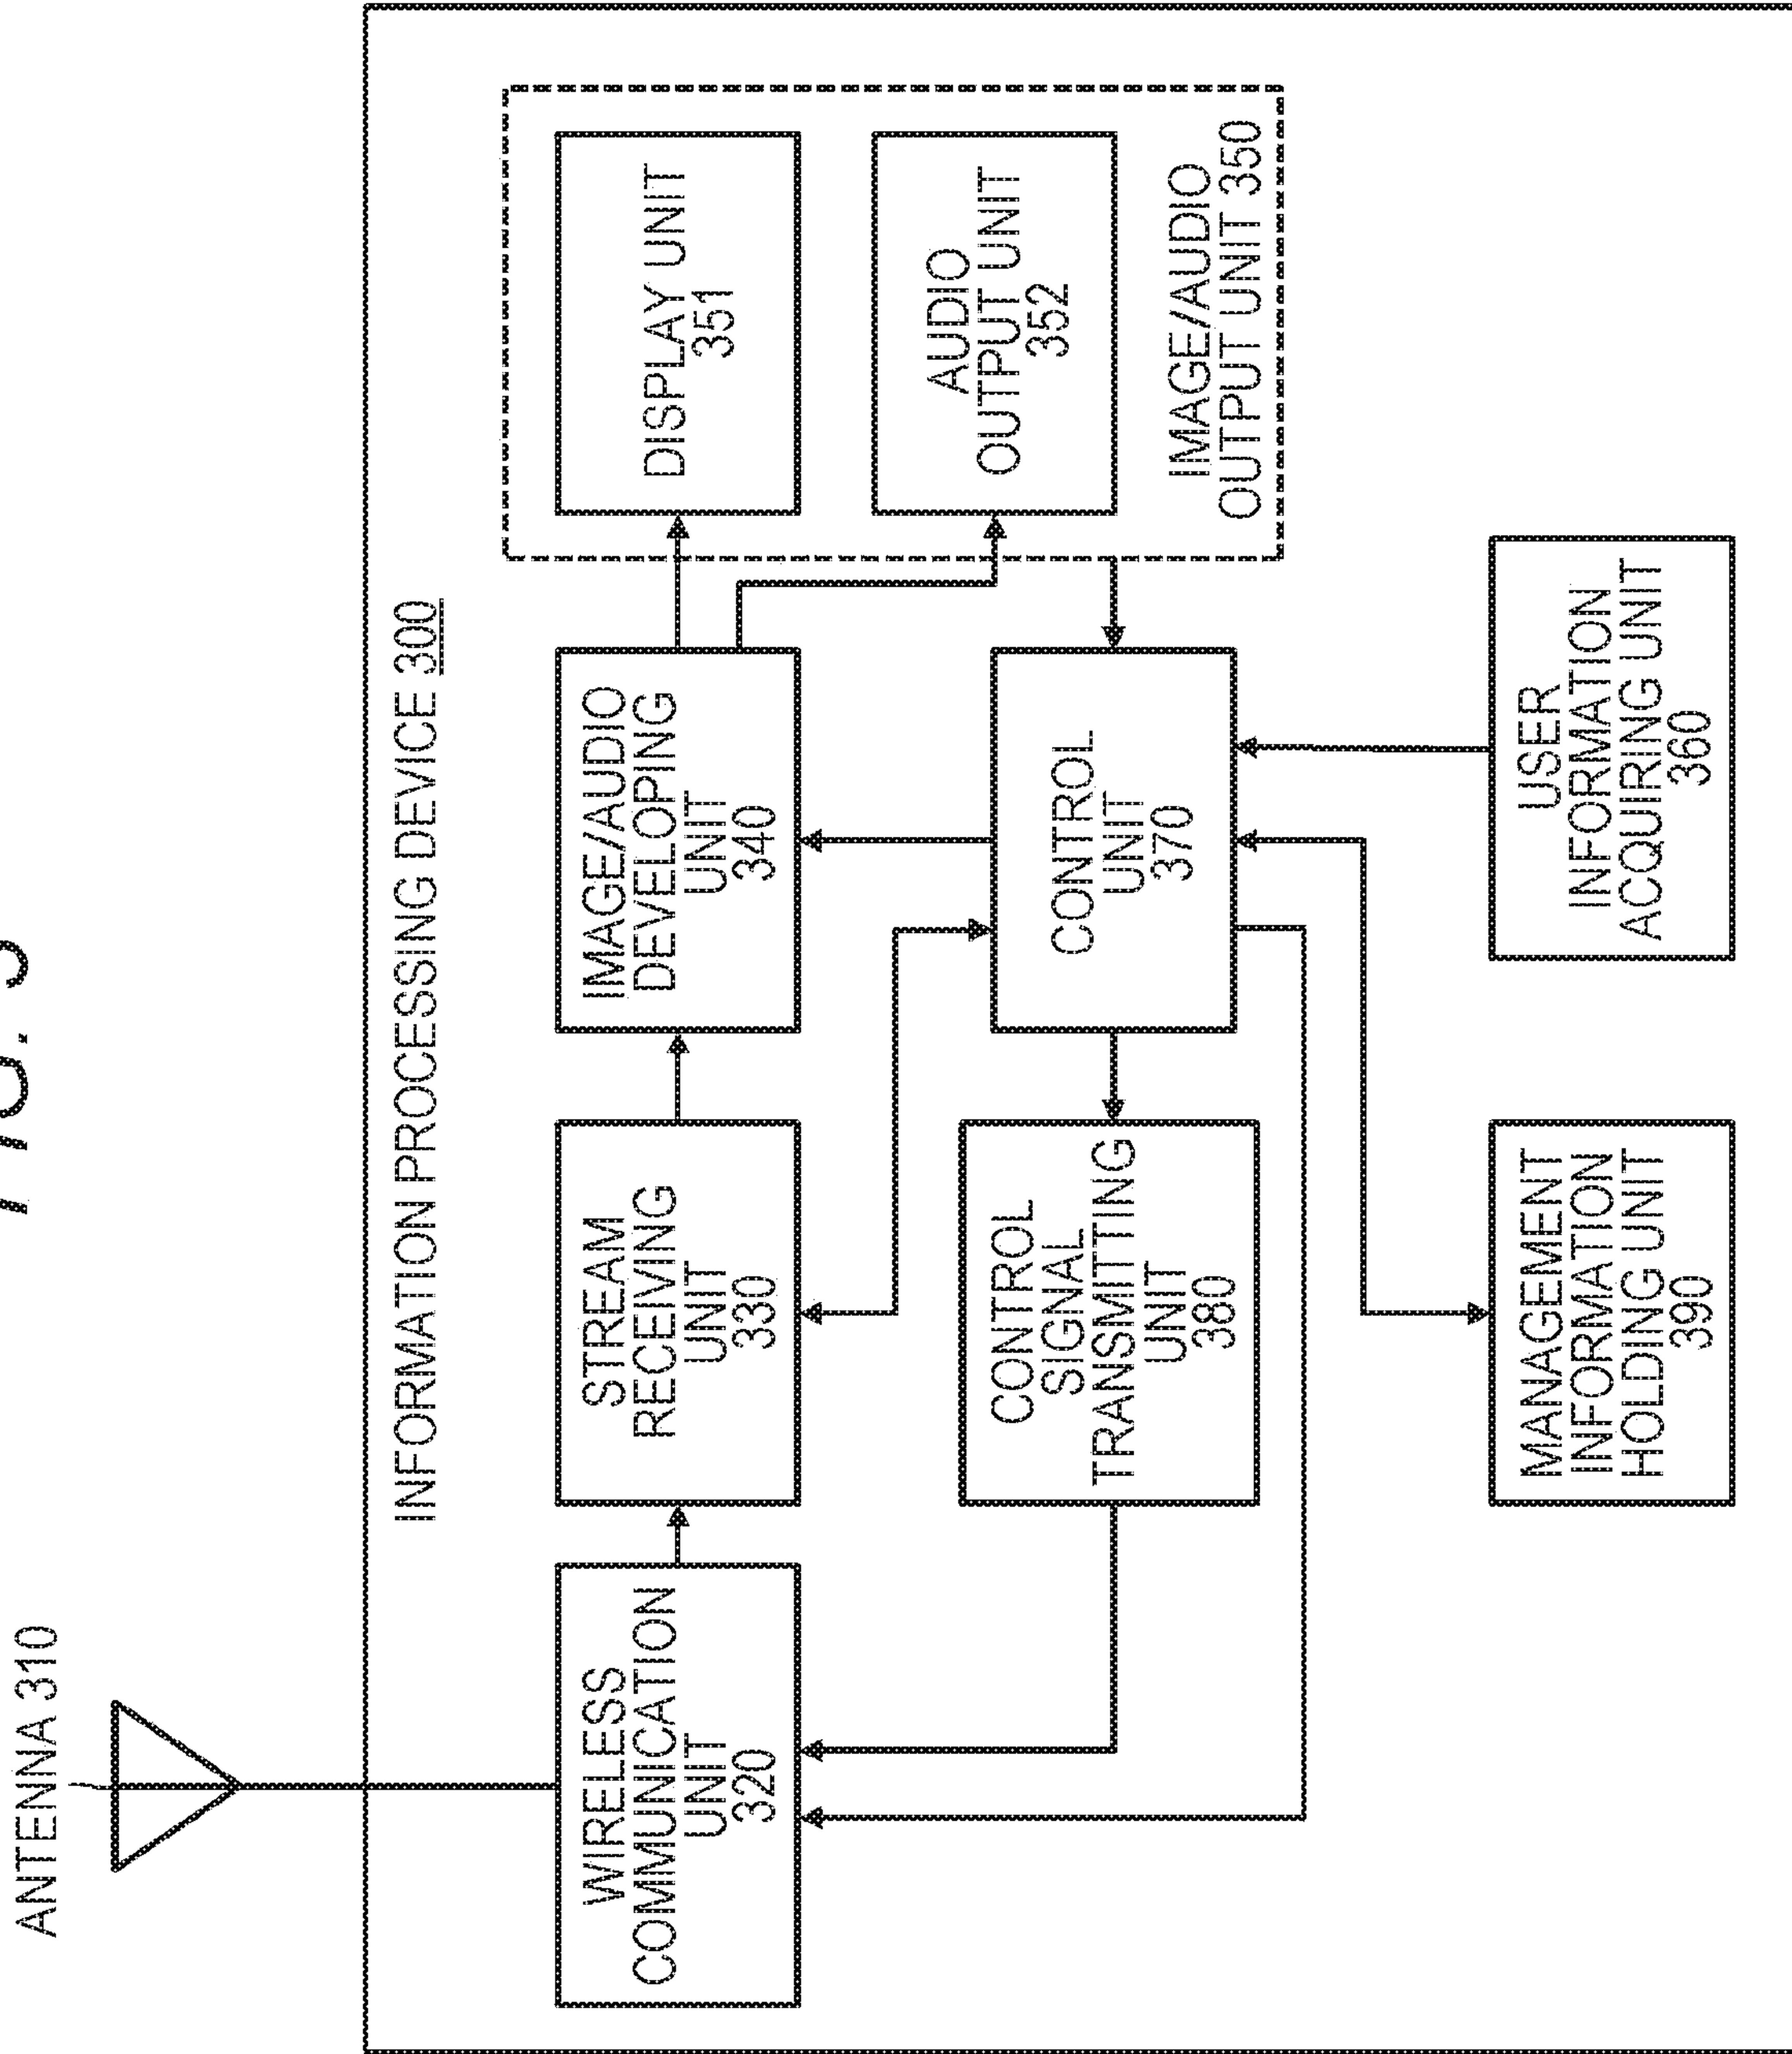 FIG.
ANTENNA 310
INFORMATION PROCESSING DEVICE 300
WIRELESS
COMMUNICATION
UNIT
320
STREAM
RECEIVING
UNIT
330
IMAGE/AUDIO
DEVELOPING
UNIT
340
DISPLAY UNIT
351
AUDIO
OUTPUT UNIT
352
IMAGE/AUDIO
OUTPUT UNIT 350
CONTROL
SIGNAL
TRANSMITTING
UNIT
380
CONTROL
UNIT
370
MANAGEMENT
INFORMATION
HOLDING UNIT
390
USER
INFORMATION
ACQUIRING UNIT
360